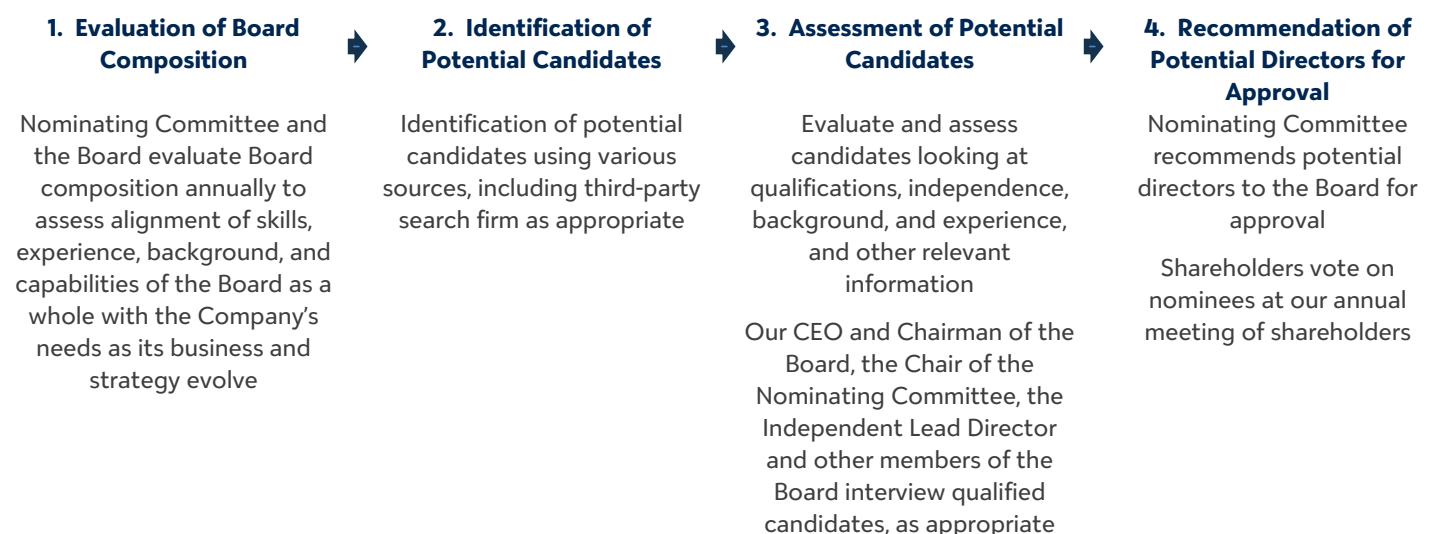 1. Evaluation of Board
Composition
Nominating Committee and
the Board evaluate Board
composition annually to
assess alignment of skills,
experience, background, and
capabilities of the Board as a
whole with the Company's
needs as its business and
strategy evolve
2. Identification of
Potential Candidates
Identification of potential
candidates using various
sources, including third-party
search firm as appropriate
3. Assessment of Potential
Candidates
Evaluate and assess
candidates looking at
qualifications, independence,
background, and experience,
and other relevant
information
Our CEO and Chairman of the
Board, the Chair of the
Nominating Committee, the
Independent Lead Director
and other members of the
Board interview qualified
candidates, as appropriate
4. Recommendation of
Potential Directors for
Approval
Nominating Committee
recommends potential
directors to the Board for
approval
Shareholders vote on
nominees at our annual
meeting of shareholders